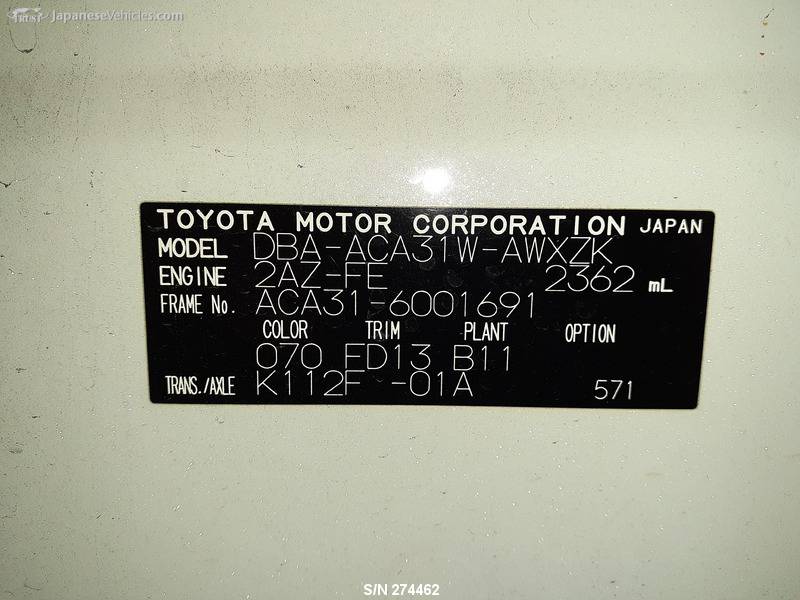 TRUST JapaneseVehicles.com
TOYOTA MOTOR CORPORATION JAPAN
MODEL DBA-ACA31W-AWXZK
ENGINE 2AZ-FE 2362 mL
FRAME No. ACA31-6001691
COLOR TRIM PLANT OPTION
070 FD13 B11
TRANS./AXLE K112F -01A 571
S/N 274462